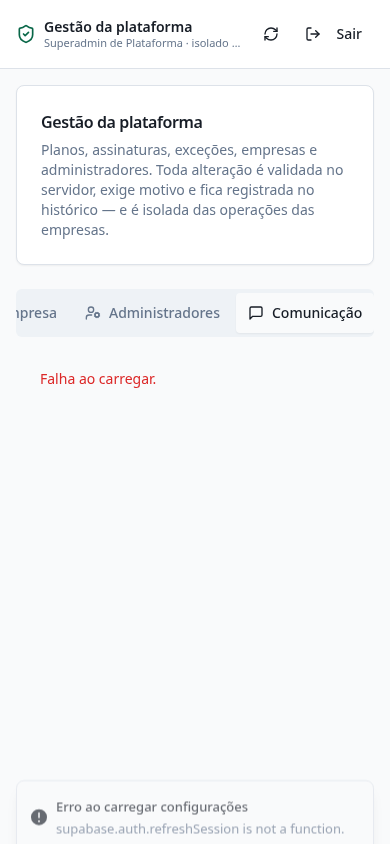 Gestão da plataforma
Superadmin de Plataforma · isolado ...
Sair
Gestão da plataforma
Planos, assinaturas, exceções, empresas e
administradores. Toda alteração é validada no
servidor, exige motivo e fica registrada no
histórico — e é isolada das operações das
empresas.
mpresa
Administradores
Comunicação
Falha ao carregar.
Erro ao carregar configurações
supabase.auth.refreshSession is not a function.